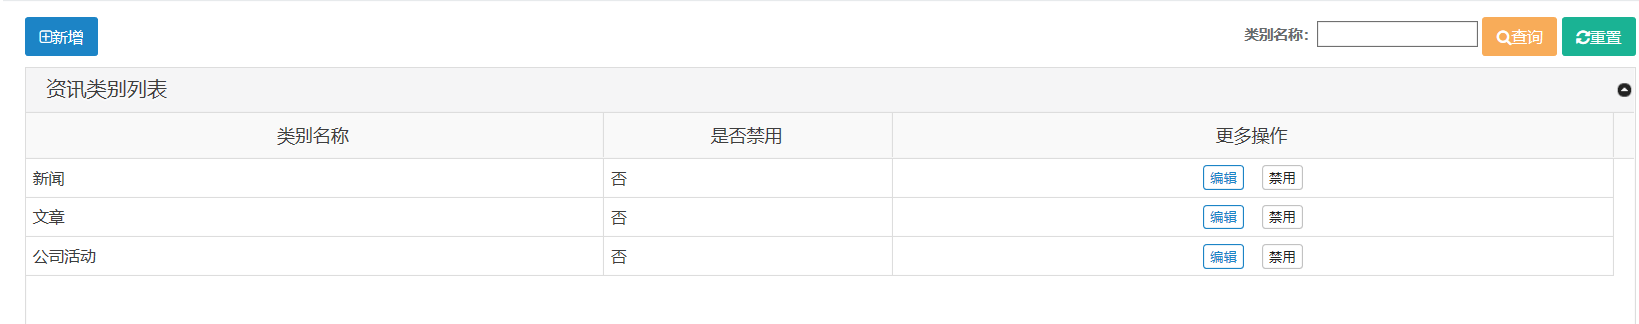 新增 类别名称: 查询 重置
资讯类别列表
类别名称 是否禁用 更多操作
新闻 否 编辑 禁用
文章 否 编辑 禁用
公司活动 否 编辑 禁用